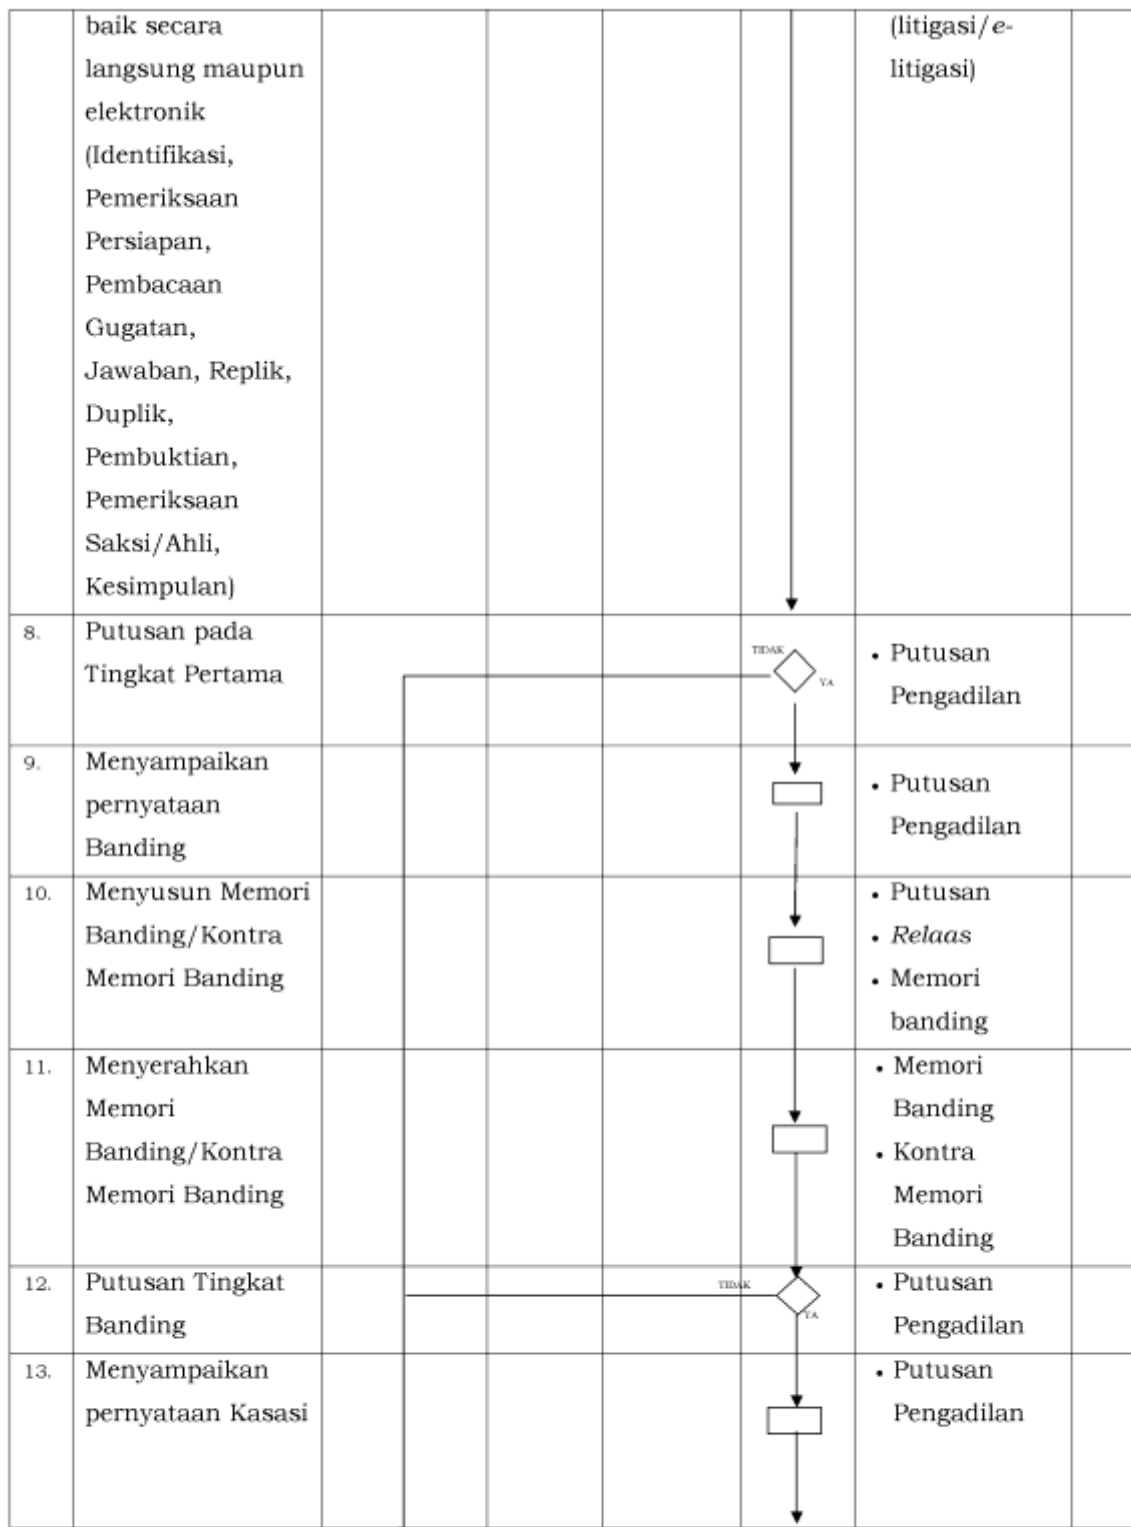 baik secara
langsung maupun
elektronik
(Identifikasi,
Pemeriksaan
Persiapan,
Pembacaan
Gugatan,
Jawaban, Replik,
Duplik,
Pembuktian,
Pemeriksaan
Saksi/Ahli,
Kesimpulan)
(litigasi/e-
litigasi)
8.
Putusan pada
Tingkat Pertama
TIDAK
YA
• Putusan
Pengadilan
9.
Menyampaikan
pernyataan
Banding
• Putusan
Pengadilan
10.
Menyusun Memori
Banding/Kontra
Memori Banding
• Putusan
• Relaas
• Memori
banding
11.
Menyerahkan
Memori
Banding/Kontra
Memori Banding
• Memori
Banding
• Kontra
Memori
Banding
12.
Putusan Tingkat
Banding
TIDAK
YA
• Putusan
Pengadilan
13.
Menyampaikan
pernyataan Kasasi
• Putusan
Pengadilan